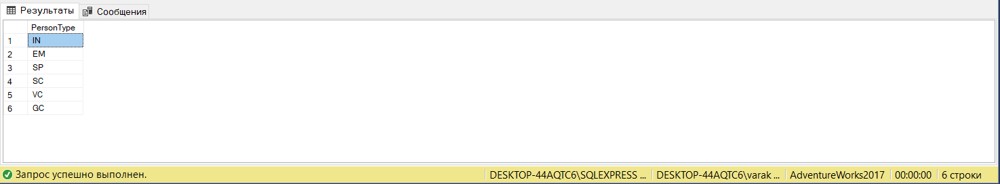 Результаты Сообщения
PersonType
1 IN
2 EM
3 SP
4 SC
5 VC
6 GC
Запрос успешно выполнен. DESKTOP-44AQTC6\SQLEXPRESS ... DESKTOP-44AQTC6\varak ... AdventureWorks2017 00:00:00 6 строки